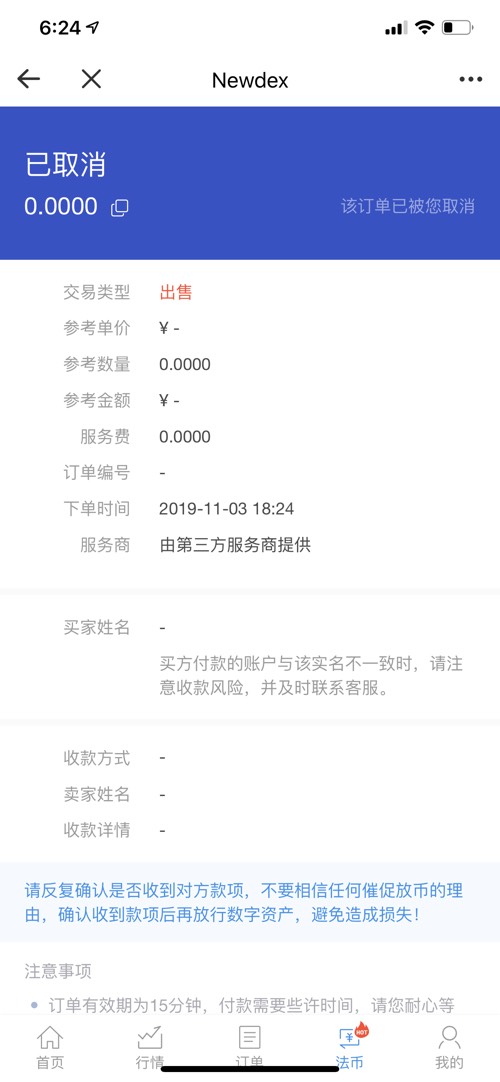 6:24
Newdex
已取消
0.0000
该订单已被您取消
交易类型 出售
参考单价 ¥ -
参考数量 0.0000
参考金额 ¥ -
服务费 0.0000
订单编号 -
下单时间 2019-11-03 18:24
服务商 由第三方服务商提供
买家姓名 -
买方付款的账户与该实名不一致时，请注
意收款风险，并及时联系客服。
收款方式 -
卖家姓名 -
收款详情 -
请反复确认是否收到对方款项，不要相信任何催促放币的理
由，确认收到款项后再放行数字资产，避免造成损失！
注意事项
• 订单有效期为15分钟，付款需要些许时间，请您耐心等
HOT
首页 行情 订单 法币 我的